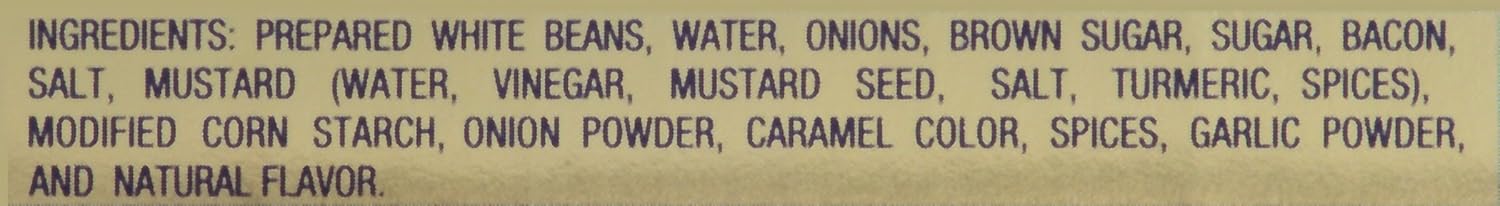 INGREDIENTS: PREPARED WHITE BEANS, WATER, ONIONS, BROWN SUGAR, SUGAR, BACON,
SALT, MUSTARD (WATER, VINEGAR, MUSTARD SEED, SALT, TURMERIC, SPICES),
MODIFIED CORN STARCH, ONION POWDER, CARAMEL COLOR, SPICES, GARLIC POWDER,
AND NATURAL FLAVOR.